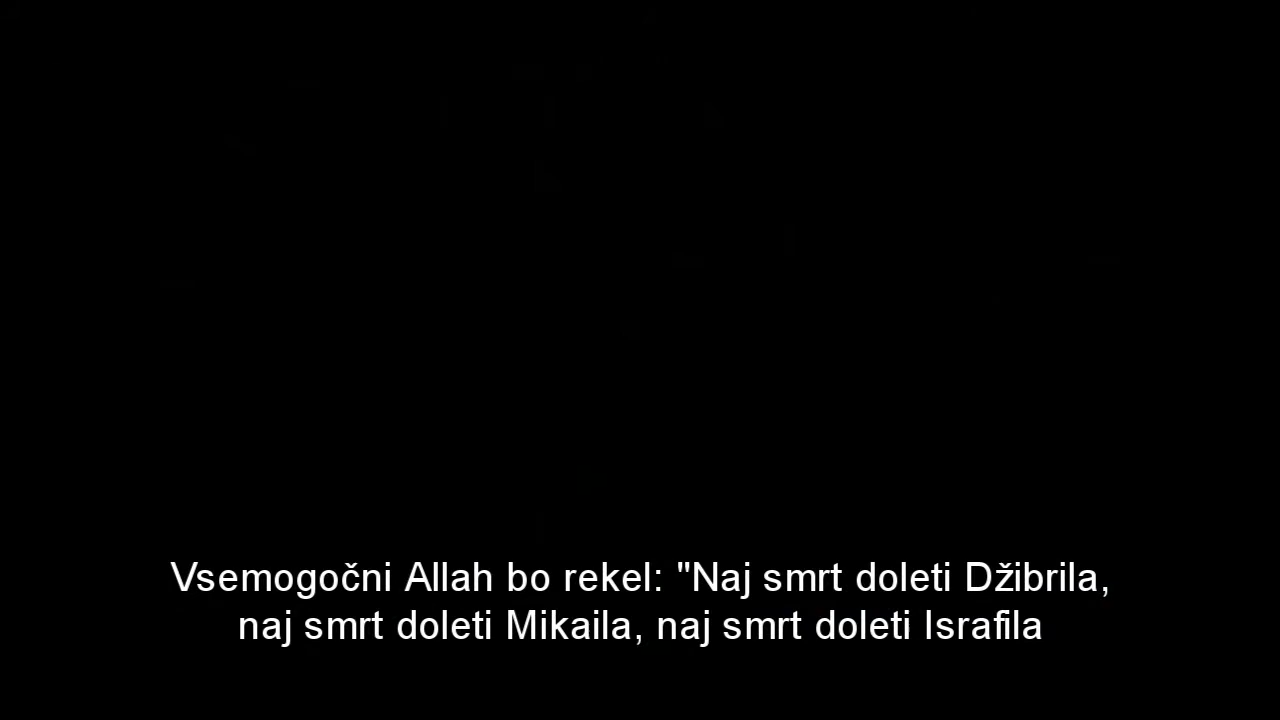 Vsemogočni Allah bo rekel: "Naj smrt doleti Džibrila,
naj smrt doleti Mikaila, naj smrt doleti Israfila